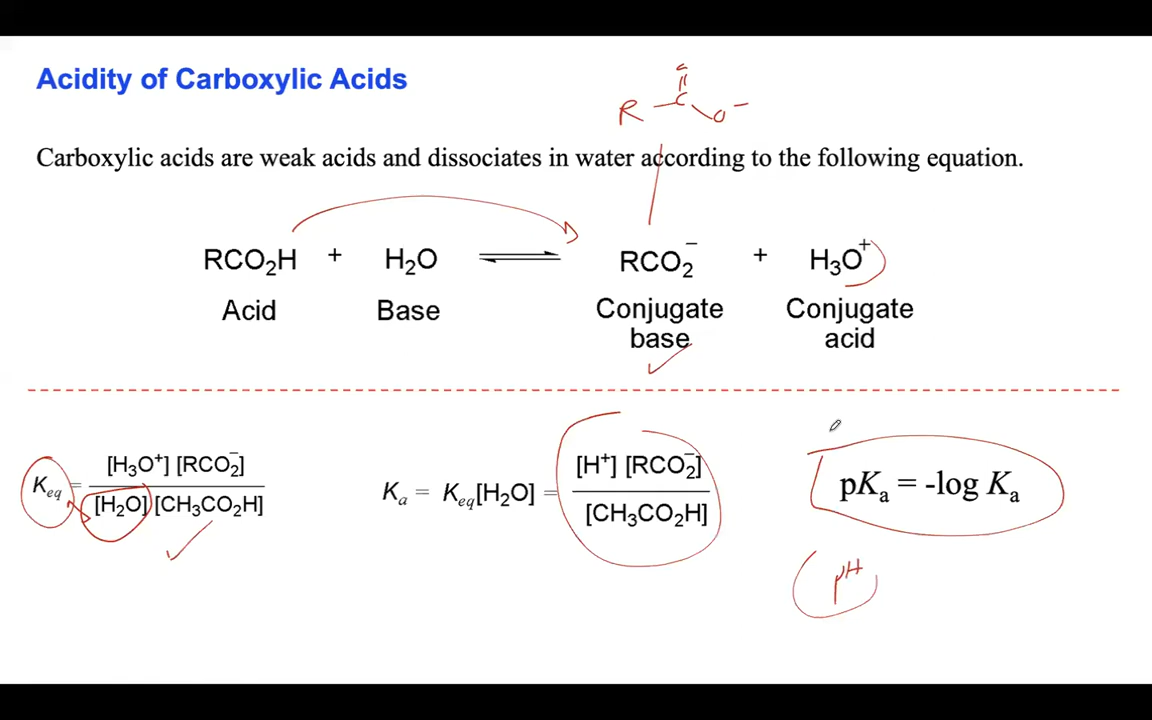 Acidity of Carboxylic Acids
R C O⁻
Carboxylic acids are weak acids and dissociates in water according to the following equation.
RCO₂H + H₂O ⇌ RCO₂⁻ + H₃O⁺
Acid Base Conjugate base Conjugate acid
Keq = [H₃O⁺] [RCO₂⁻] / [H₂O] [CH₃CO₂H]
Ka = Keq[H₂O] = [H⁺] [RCO₂⁻] / [CH₃CO₂H]
pKa = -log Ka
pH